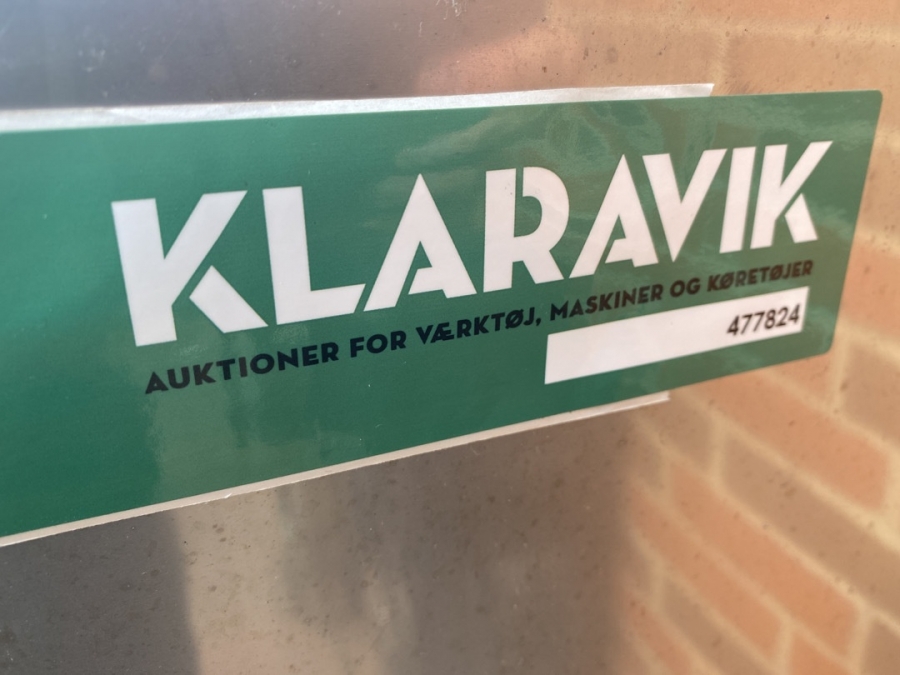 KLARAVIK
AUKTIONER FOR VÆRKTØJ, MASKINER OG KØRETØJER
477824